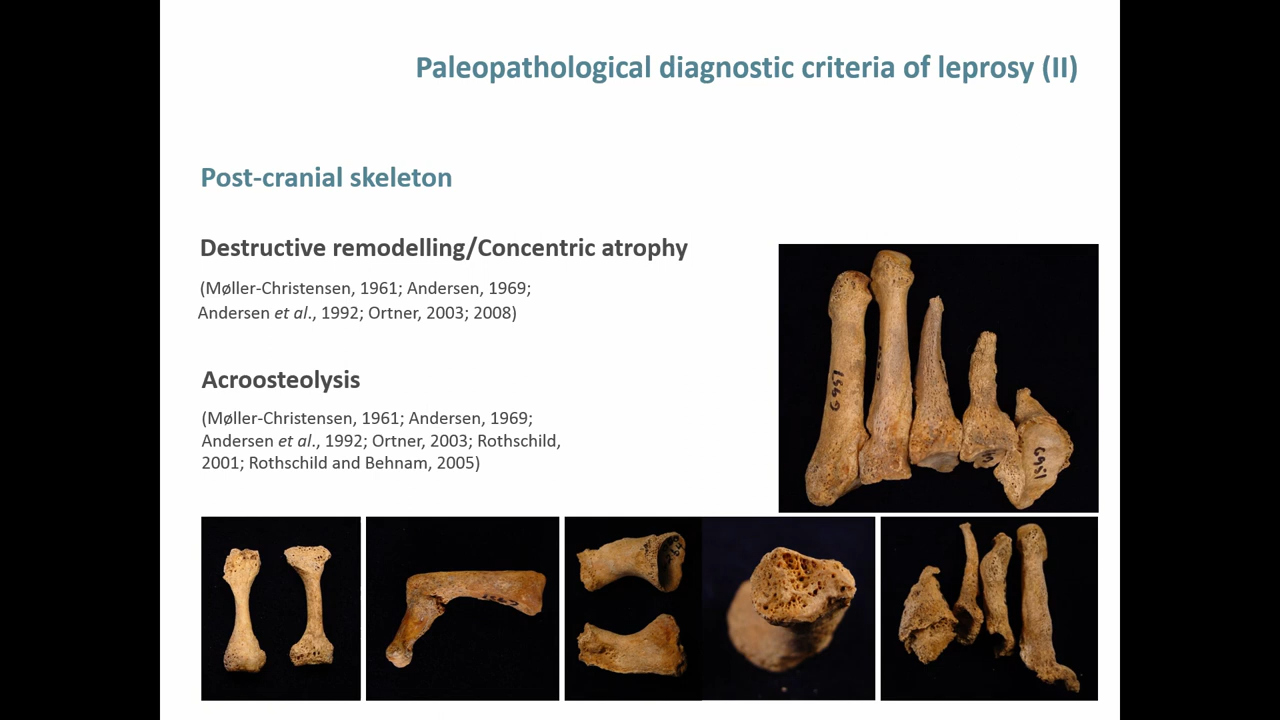 Paleopathological diagnostic criteria of leprosy (II)
Post-cranial skeleton
Destructive remodelling/Concentric atrophy
(Møller-Christensen, 1961; Andersen, 1969;
Andersen et al., 1992; Ortner, 2003; 2008)
Acroosteolysis
(Møller-Christensen, 1961; Andersen, 1969;
Andersen et al., 1992; Ortner, 2003; Rothschild,
2001; Rothschild and Behnam, 2005)